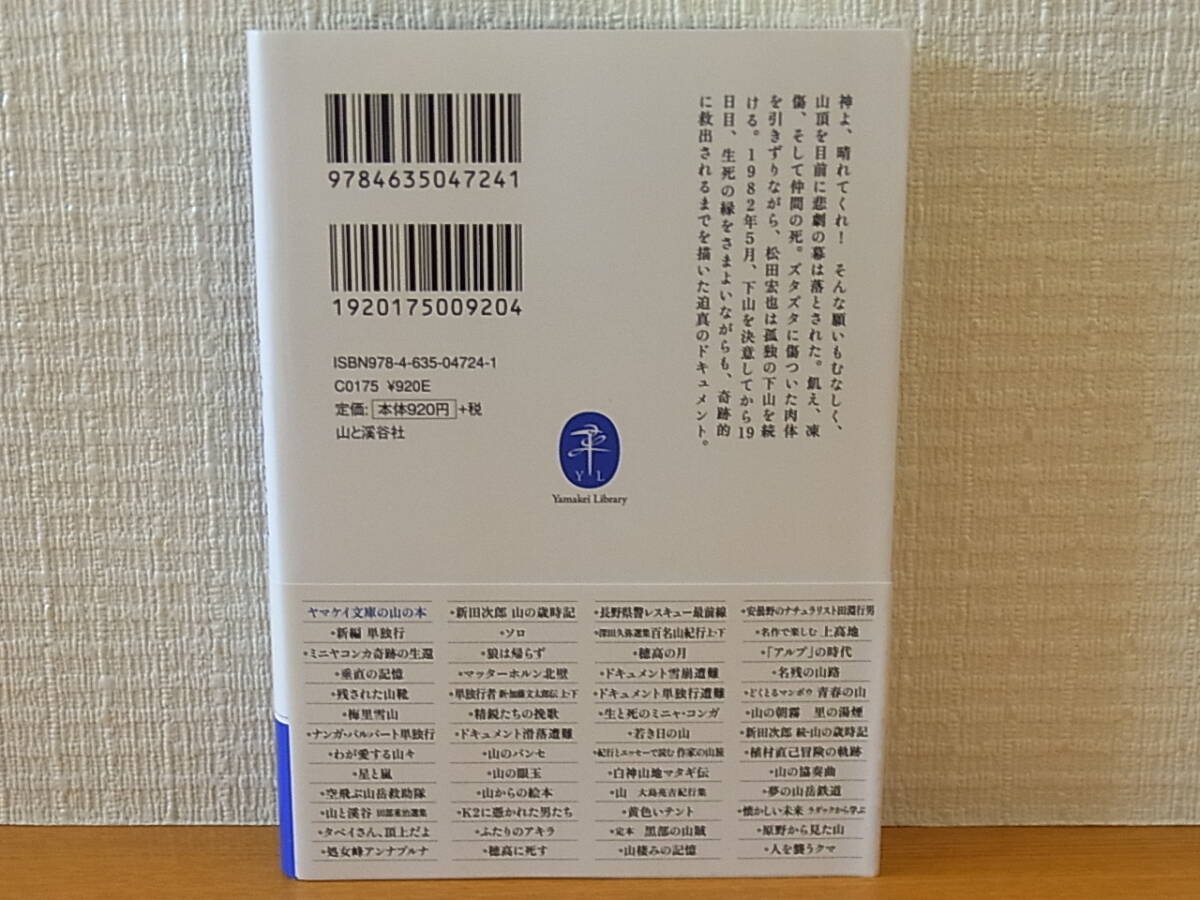 神よ、晴れてくれ！　そんな願いもむなしく、
山頂を目前に悲劇の幕は落とされた。飢え、凍
傷、そして仲間の死。ズタズタに傷ついた肉体
を引きずりながら、松田宏也は孤独の下山を続
ける。1982年5月、下山を決意してから19
日目、生死の縁をさまよいながらも、奇跡的
に救出されるまでを描いた迫真のドキュメント。
9784635047241
1920175009204
ISBN978-4-635-04724-1
C0175 ¥920E
定価: 本体920円 +税
山と溪谷社
Y L
Yamakei Library
ヤマケイ文庫の山の本
*新編 単独行
*ミニヤコンカ奇跡の生還
*垂直の記憶
*残された山靴
*梅里雪山
*ナンガ・パルバート単独行
*わが愛する山々
*星と嵐
*空飛ぶ山岳救助隊
*山と溪谷 田部重治選集
*タベイさん、頂上だよ
*処女峰アンナプルナ
*新田次郎 山の歳時記
*ソロ
*狼は帰らず
*マッターホルン北壁
*単独行者 新・加藤文太郎伝 上・下
*精鋭たちの挽歌
*ドキュメント滑落遭難
*山のパンセ
*山の眼玉
*山からの絵本
*K2に憑かれた男たち
*ふたりのアキラ
*穂高に死す
*長野県警レスキュー最前線
*深田久弥選集 百名山紀行 上・下
*穂高の月
*ドキュメント雪崩遭難
*ドキュメント単独行遭難
*生と死のミニャ・コンガ
*若き日の山
*紀行とエッセーで読む 作家の山旅
*白神山地マタギ伝
*山 大島亮吉紀行集
*黄色いテント
*定本 黒部の山賊
*山棲みの記憶
*安曇野のナチュラリスト田淵行男
*名作で楽しむ 上高地
*「アルプ」の時代
*名残の山路
*どくとるマンボウ 青春の山
*山の朝霧 里の湯煙
*新田次郎 続・山の歳時記
*植村直己冒険の軌跡
*山の協奏曲
*夢の山岳鉄道
*懐かしい未来 ラダックから学ぶ
*原野から見た山
*人を襲うクマ